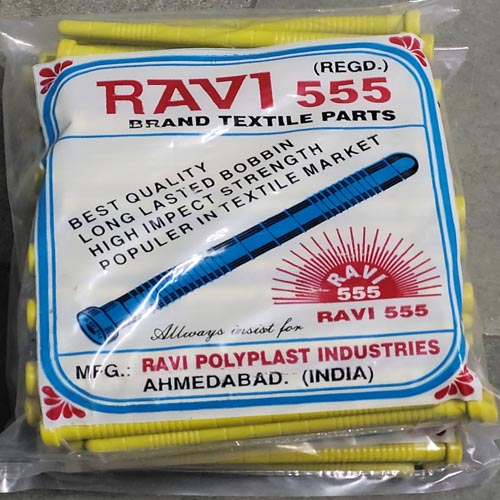 RAVI 555
(REGD.)
BRAND TEXTILE PARTS
BEST QUALITY
LONG LASTED BOBBIN
HIGH IMPECT STRENGTH
POPULER IN TEXTILE MARKET
RAVI
555
RAVI 555
Allways insist for
MFG.: RAVI POLYPLAST INDUSTRIES
AHMEDABAD. (INDIA)